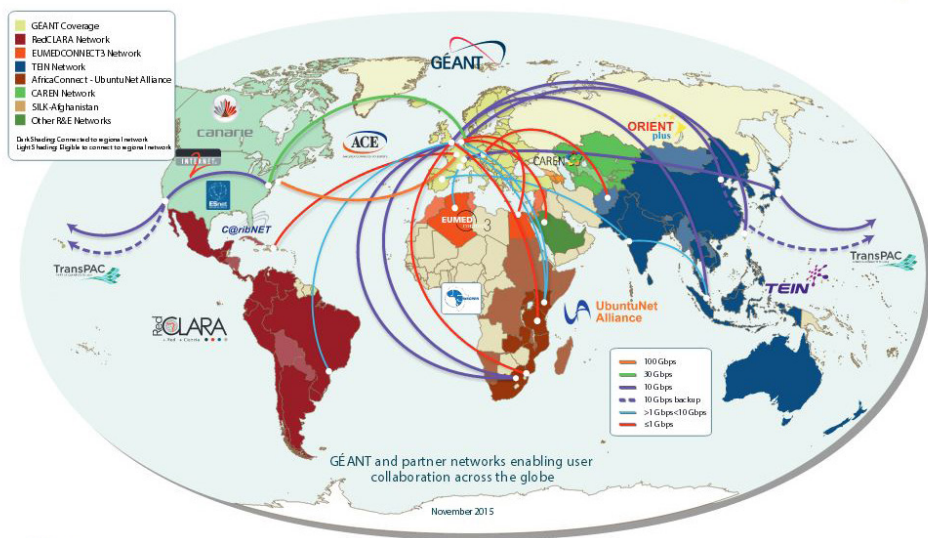 GÉANT Coverage
RedCLARA Network
EUMEDCONNECT3 Network
TEIN Network
AfricaConnect - UbuntuNet Alliance
CAREN Network
SILK-Afghanistan
Other R&E Networks
Dark Shading: Connected to regional network
Light Shading: Eligible to connect to regional network
GÉANT
canarie
INTERNET2
ESnet
C@ribNET
ACE
ORIENT
plus
CAREN
EUMED
3
TransPAC
TransPAC
TEIN
UbuntuNet
Alliance
RedCLARA
100 Gbps
30 Gbps
10 Gbps
10 Gbps backup
>1 Gbps<10 Gbps
≤1 Gbps
GÉANT and partner networks enabling user
collaboration across the globe
November 2015